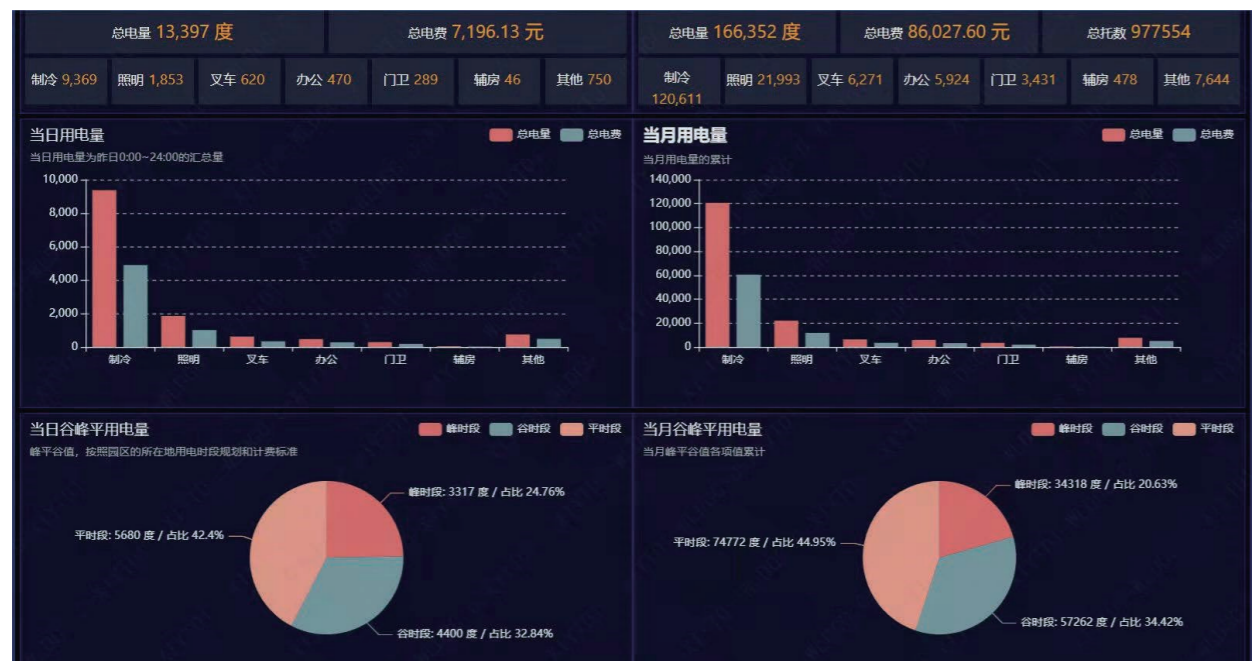 总电量 13,397 度
总电费 7,196.13 元
总电量 166,352 度
总电费 86,027.60 元
总托数 977554
制冷 9,369
照明 1,853
叉车 620
办公 470
门卫 289
辅房 46
其他 750
制冷
120,611
照明 21,993
叉车 6,271
办公 5,924
门卫 3,431
辅房 478
其他 7,644
当日用电量
当日用电量为昨日0:00~24:00的汇总量
总电量
总电费
10,000
8,000
6,000
4,000
2,000
0
制冷
照明
叉车
办公
门卫
辅房
其他
当月用电量
当月用电量的累计
总电量
总电费
140,000
120,000
100,000
80,000
60,000
40,000
20,000
0
制冷
照明
叉车
办公
门卫
辅房
其他
当日谷峰平用电量
峰平谷值，按照园区的所在地用电时段规划和计费标准
峰时段
谷时段
平时段
峰时段: 3317 度 / 占比 24.76%
平时段: 5680 度 / 占比 42.4%
谷时段: 4400 度 / 占比 32.84%
当月谷峰平用电量
当月峰平谷值各项值累计
峰时段
谷时段
平时段
峰时段: 34318 度 / 占比 20.63%
平时段: 74772 度 / 占比 44.95%
谷时段: 57262 度 / 占比 34.42%